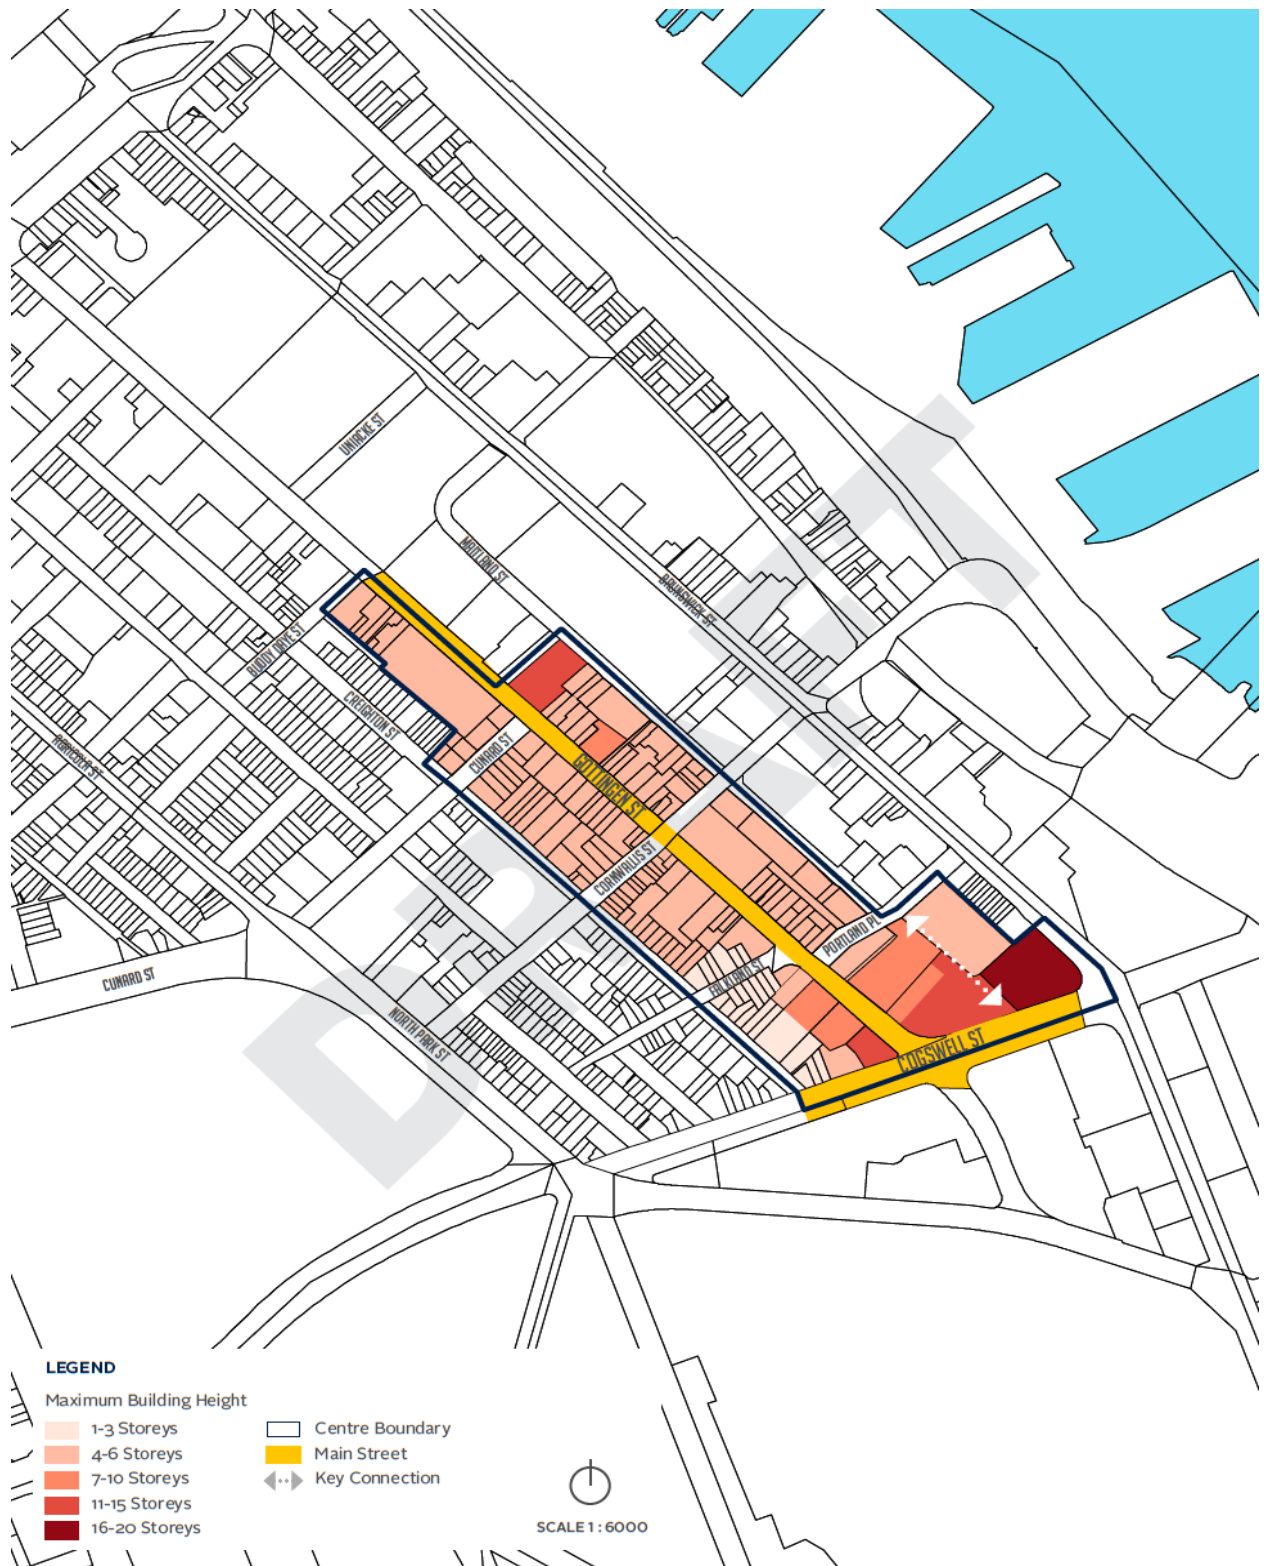 UNIACKE ST
MAITLAND ST
BRUNSWICK ST
BUDDY DAYE ST
CREIGHTON ST
AGRICOLA ST
CUNARD ST
GOTTINGEN ST
CORNWALLIS ST
PORTLAND PL
FALKLAND ST
CUNARD ST
NORTH PARK ST
COGSWELL ST
DRAFT
LEGEND
Maximum Building Height
1-3 Storeys
4-6 Storeys
7-10 Storeys
11-15 Storeys
16-20 Storeys
Centre Boundary
Main Street
Key Connection
SCALE 1 : 6000